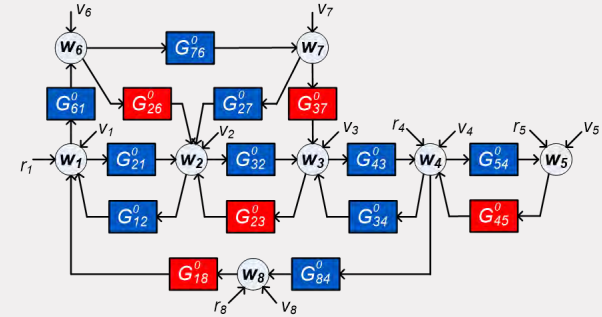 v6 v7
w6 G⁰76 w7
G⁰61 G⁰26 G⁰27 G⁰37
v1 v2 v3 r4 v4 r5 v5
r1 w1 G⁰21 w2 G⁰32 w3 G⁰43 w4 G⁰54 w5
G⁰12 G⁰23 G⁰34 G⁰45
G⁰18 w8 G⁰84
r8 v8